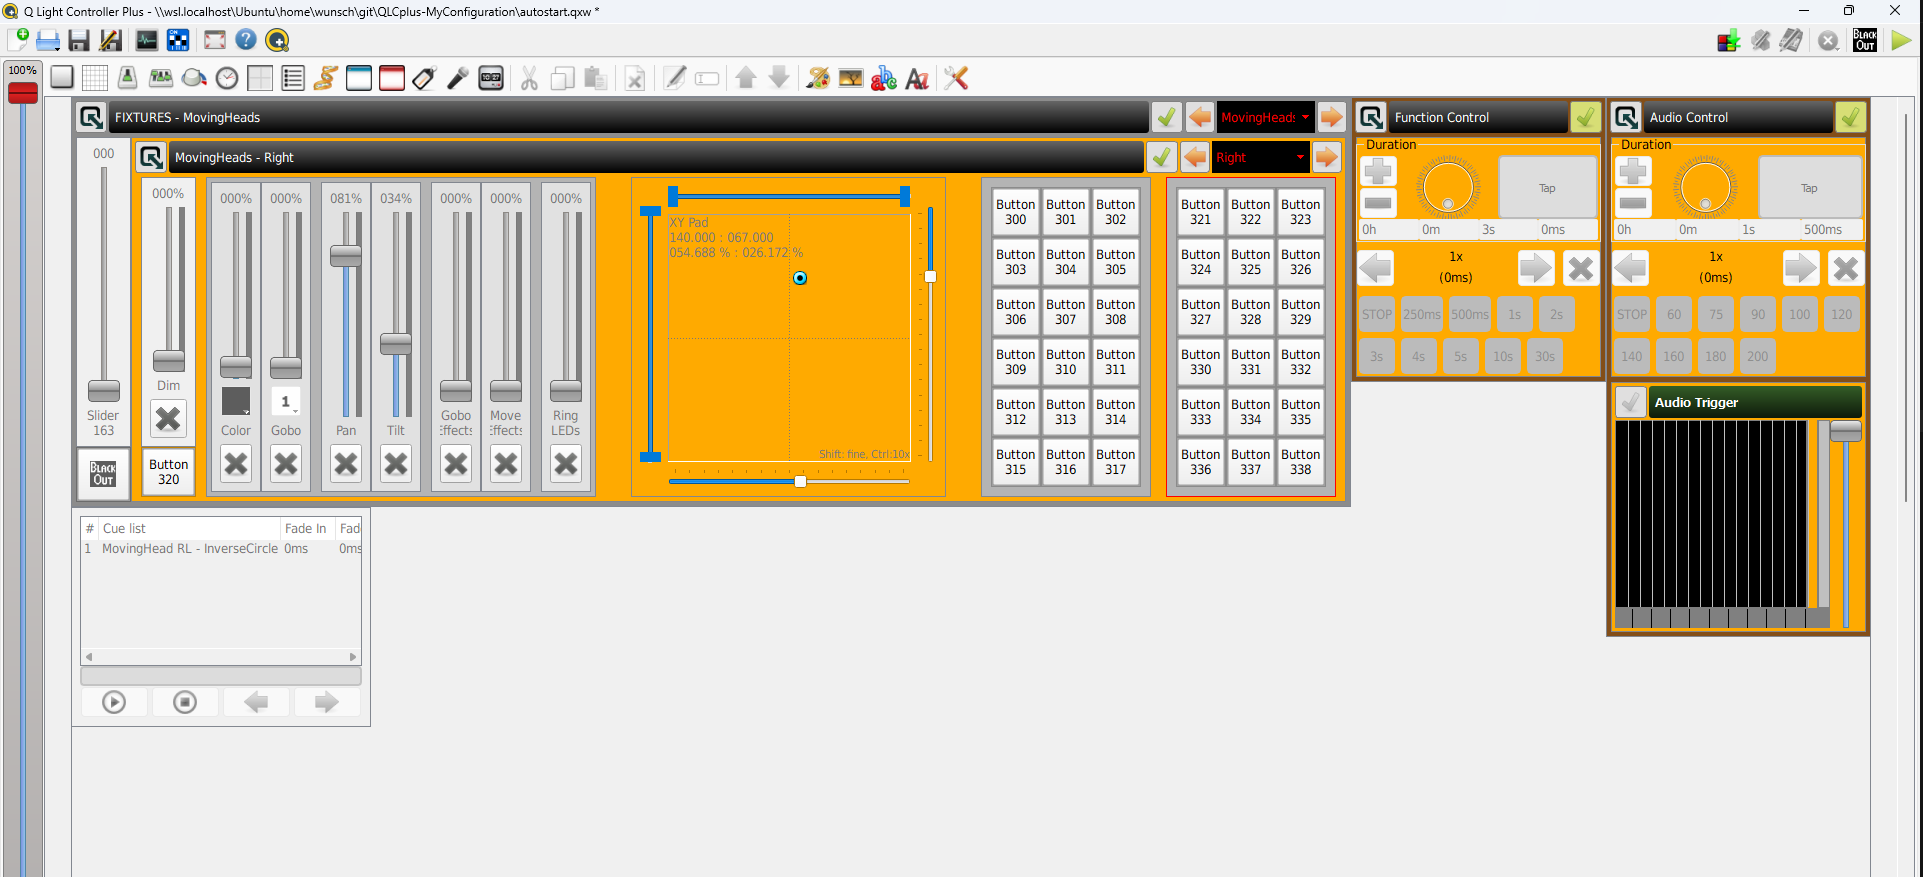 Q Light Controller Plus - \\wsl.localhost\Ubuntu\home\wunsch\git\QLCplus-MyConfiguration\autostart.qxw *
ON
BLACK OUT
100%
10:27
abc
Aa
FIXTURES - MovingHeads
MovingHeads
Function Control
Audio Control
000
MovingHeads - Right
Right
Duration
Duration
Tap
Tap
0h 0m 3s 0ms
0h 0m 1s 500ms
1x
(0ms)
1x
(0ms)
STOP 250ms 500ms 1s 2s
3s 4s 5s 10s 30s
STOP 60 75 90 100 120
140 160 180 200
Audio Trigger
000%
000% 000% 081% 034% 000% 000% 000%
XY Pad
140.000 : 067.000
054.688 % : 026.172 %
Shift: fine, Ctrl:10x
Slider
163
Dim
1
Color Gobo Pan Tilt
Gobo
Effects
Move
Effects
Ring
LEDs
BLACK OUT
Button
320
Button 300 Button 301 Button 302
Button 303 Button 304 Button 305
Button 306 Button 307 Button 308
Button 309 Button 310 Button 311
Button 312 Button 313 Button 314
Button 315 Button 316 Button 317
Button 321 Button 322 Button 323
Button 324 Button 325 Button 326
Button 327 Button 328 Button 329
Button 330 Button 331 Button 332
Button 333 Button 334 Button 335
Button 336 Button 337 Button 338
# Cue list Fade In Fad
1 MovingHead RL - InverseCircle 0ms 0ms